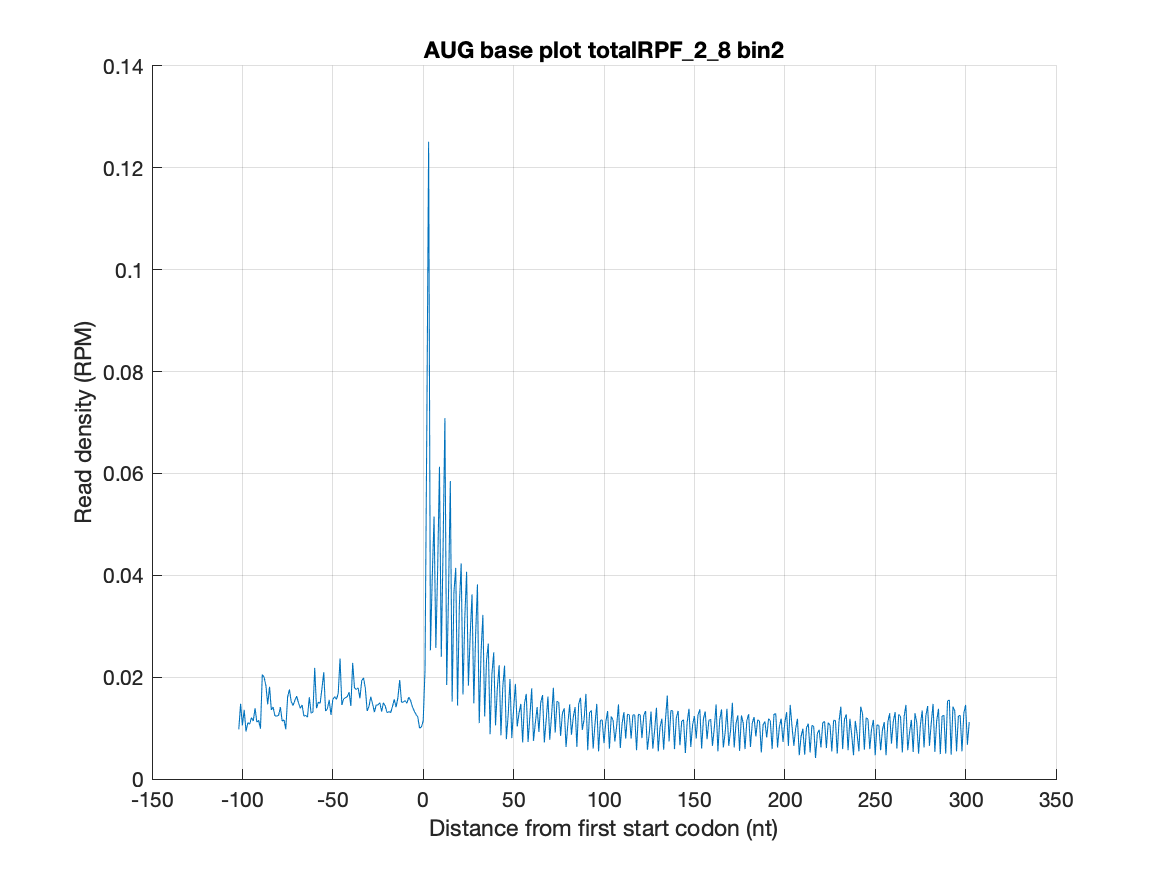 AUG base plot totalRPF_2_8 bin2
0.14
0.12
0.1
0.08
0.06
0.04
0.02
0
Read density (RPM)
-150 -100 -50 0 50 100 150 200 250 300 350
Distance from first start codon (nt)